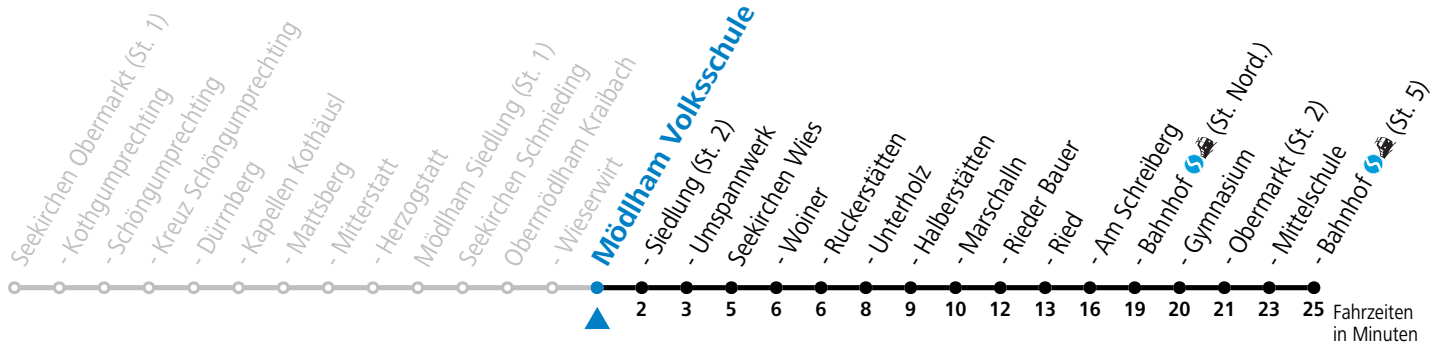 Seekirchen Obermarkt (St. 1)
- Kothgumprechting
- Schöngumprechting
- Kreuz Schöngumprechting
- Dürrnberg
- Kapellen Kothäusl
- Mattsberg
- Mitterstatt
- Herzogstatt
Mödlham Siedlung (St. 1)
Seekirchen Schmieding
Obermödlham Kraibach
- Wieserwirt
Mödlham Volksschule
- Siedlung (St. 2)
- Umspannwerk
Seekirchen Wies
- Woiner
- Ruckerstätten
- Unterholz
- Halberstätten
- Marschalln
- Rieder Bauer
- Ried
- Am Schreiberg
- Bahnhof (St. Nord.)
- Gymnasium
- Obermarkt (St. 2)
- Mittelschule
- Bahnhof (St. 5)
2 3 5 6 6 8 9 10 12 13 16 19 20 21 23 25 Fahrzeiten
in Minuten